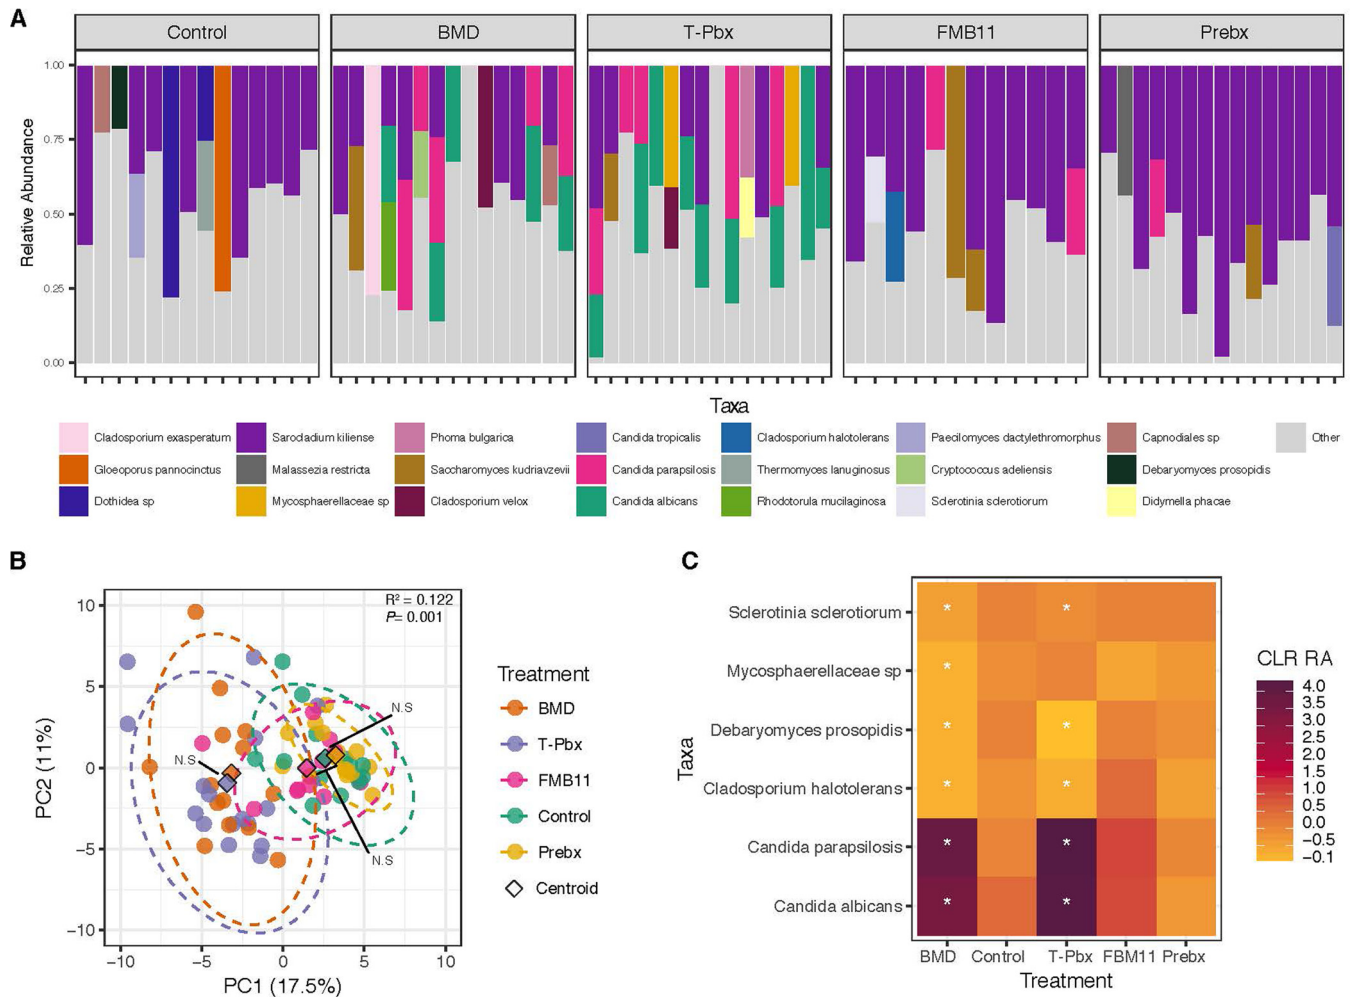 A
Control
BMD
T-Pbx
FMB11
Prebx
Relative Abundance
1.00
0.75
0.50
0.25
0.00
Taxa
Cladosporium exasperatum
Sarodadium kiliense
Phoma bulgarica
Candida tropicalis
Cladosporium halotolerans
Paecilomyces dactylethromorphus
Capnodiales sp
Other
Gloeoporus pannocinctus
Malassezia restricta
Saccharomyces kudriavzevii
Candida parapsilosis
Thermomyces lanuginosus
Cryptococcus adeliensis
Debaryomyces prosopidis
Dothidea sp
Mycosphaerellaceae sp
Cladosporium velox
Candida albicans
Rhodotorula mucilaginosa
Sclerotinia sclerotiorum
Didymella phacae
B
R² = 0.122
P= 0.001
10
5
0
−5
−10
PC2 (11%)
N.S
N.S
N.S
−10
−5
0
5
10
PC1 (17.5%)
Treatment
BMD
T-Pbx
FMB11
Control
Prebx
Centroid
C
Taxa
Sclerotinia sclerotiorum
* *
Mycosphaerellaceae sp
*
Debaryomyces prosopidis
* *
Cladosporium halotolerans
* *
Candida parapsilosis
* *
Candida albicans
* *
BMD
Control
T-Pbx
FBM11
Prebx
Treatment
CLR RA
4.0
3.5
3.0
2.5
2.0
1.5
1.0
0.5
0.0
−0.5
−0.1